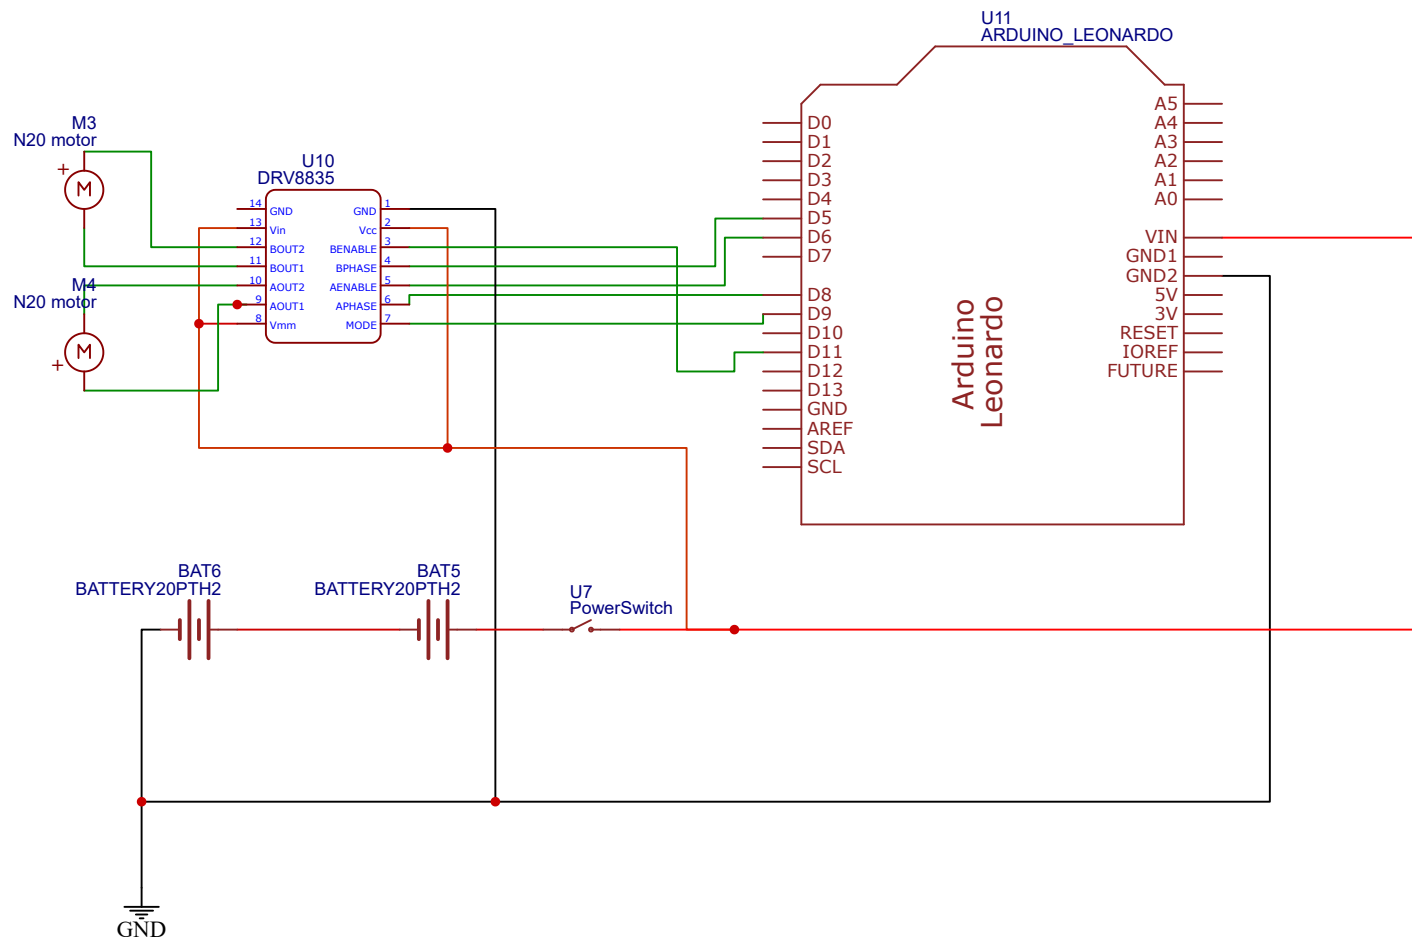 U11
ARDUINO_LEONARDO
M3
N20 motor
+
M
U10
DRV8835
14
GND
13
Vin
12
BOUT2
11
BOUT1
10
AOUT2
9
AOUT1
8
Vmm
1
GND
2
Vcc
3
BENABLE
4
BPHASE
5
AENABLE
6
APHASE
7
MODE
M4
N20 motor
+
M
D0
D1
D2
D3
D4
D5
D6
D7
D8
D9
D10
D11
D12
D13
GND
AREF
SDA
SCL
Arduino
Leonardo
A5
A4
A3
A2
A1
A0
VIN
GND1
GND2
5V
3V
RESET
IOREF
FUTURE
BAT6
BATTERY20PTH2
BAT5
BATTERY20PTH2
U7
PowerSwitch
GND